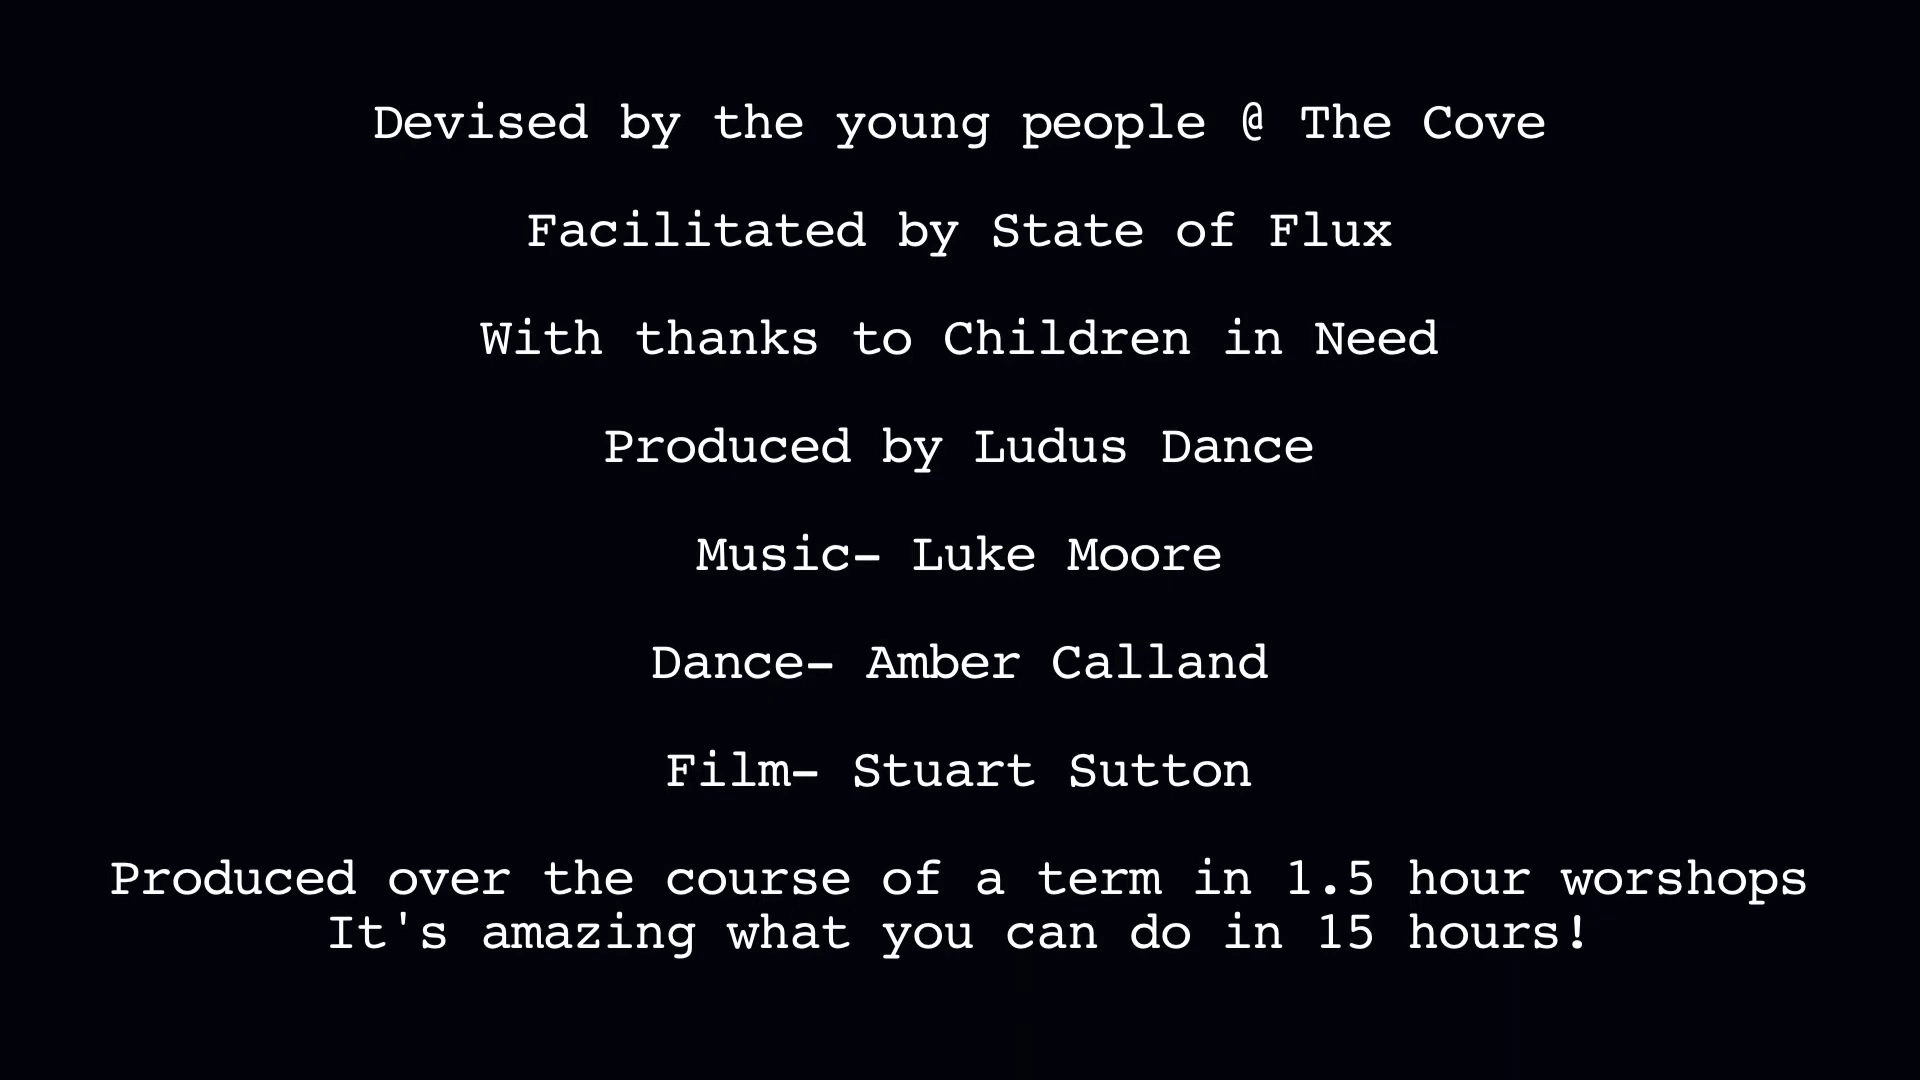 Devised by the young people @ The Cove
Facilitated by State of Flux
With thanks to Children in Need
Produced by Ludus Dance
Music- Luke Moore
Dance- Amber Calland
Film- Stuart Sutton
Produced over the course of a term in 1.5 hour worshops
It's amazing what you can do in 15 hours!